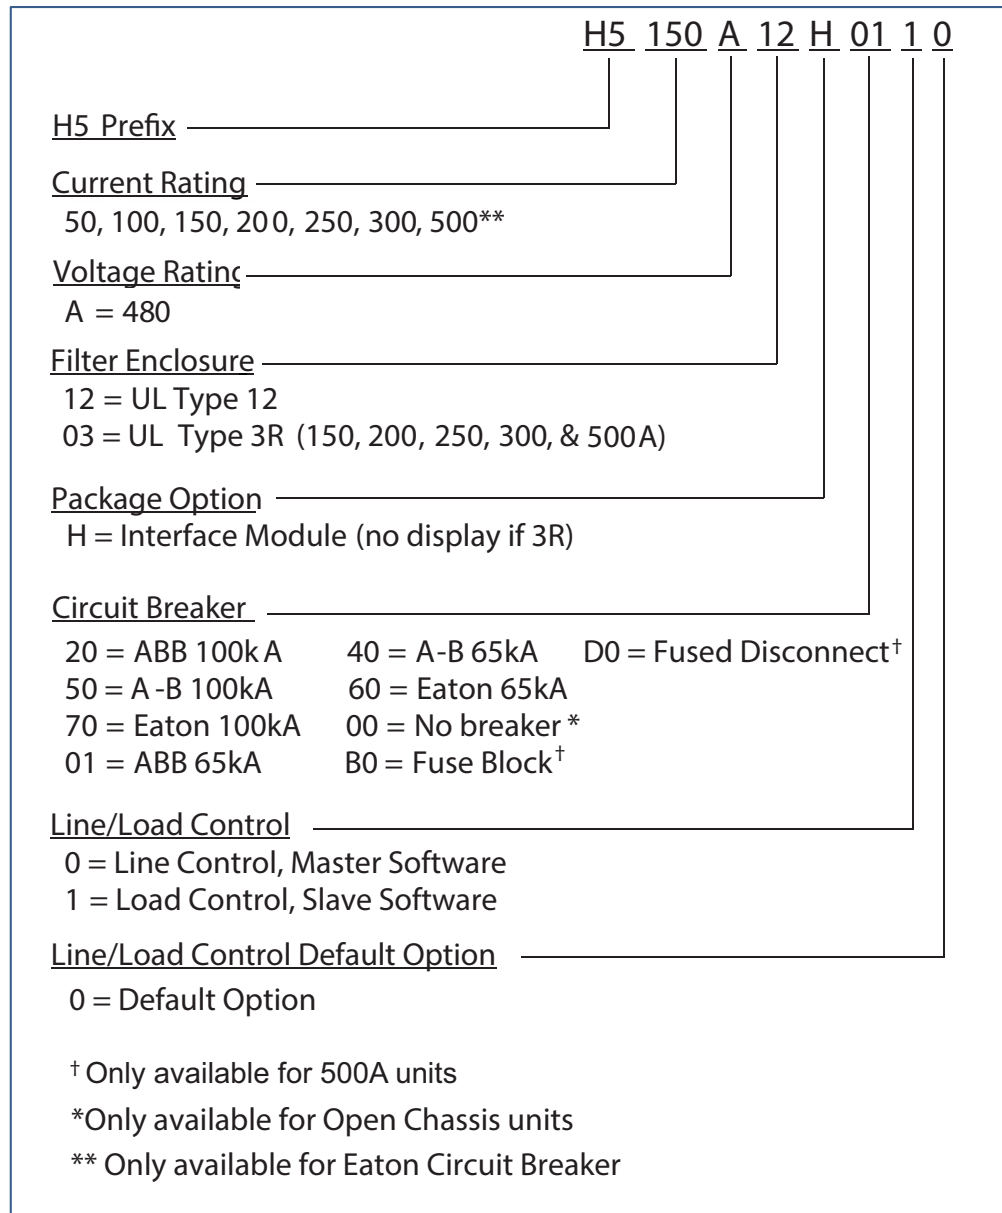 H5 150 A 12 H 01 1 0
H5 Prefix
Current Rating
50, 100, 150, 200, 250, 300, 500**
Voltage Rating
A = 480
Filter Enclosure
12 = UL Type 12
03 = UL Type 3R (150, 200, 250, 300, & 500A)
Package Option
H = Interface Module (no display if 3R)
Circuit Breaker
20 = ABB 100kA 40 = A-B 65kA D0 = Fused Disconnect†
50 = A-B 100kA 60 = Eaton 65kA
70 = Eaton 100kA 00 = No breaker *
01 = ABB 65kA B0 = Fuse Block†
Line/Load Control
0 = Line Control, Master Software
1 = Load Control, Slave Software
Line/Load Control Default Option
0 = Default Option
† Only available for 500A units
*Only available for Open Chassis units
** Only available for Eaton Circuit Breaker